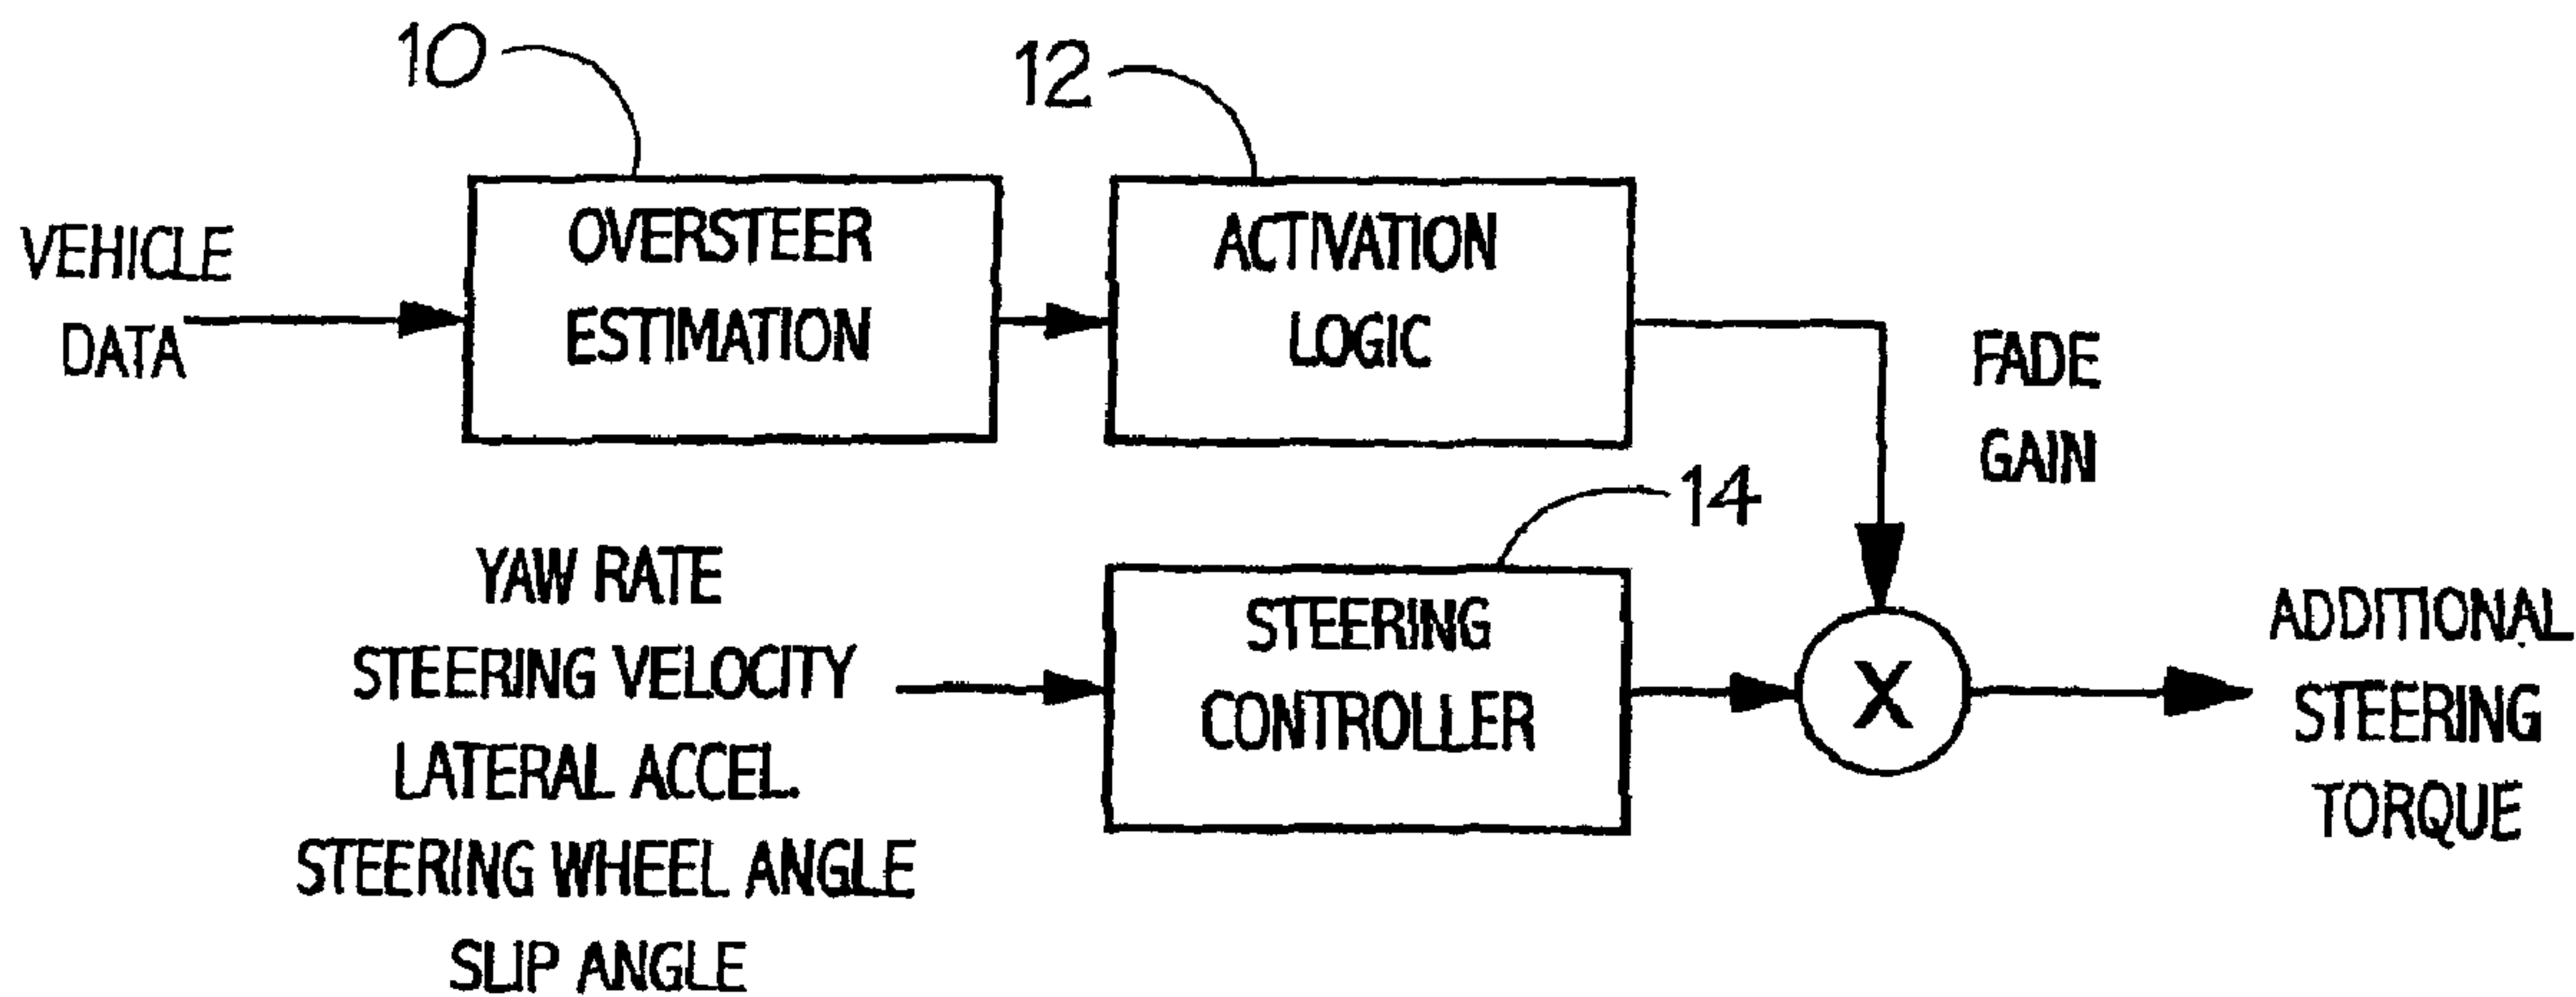 10
12
VEHICLE
DATA
OVERSTEER
ESTIMATION
ACTIVATION
LOGIC
FADE
GAIN
14
YAW RATE
STEERING VELOCITY
LATERAL ACCEL.
STEERING WHEEL ANGLE
SLIP ANGLE
STEERING
CONTROLLER
X
ADDITIONAL
STEERING
TORQUE